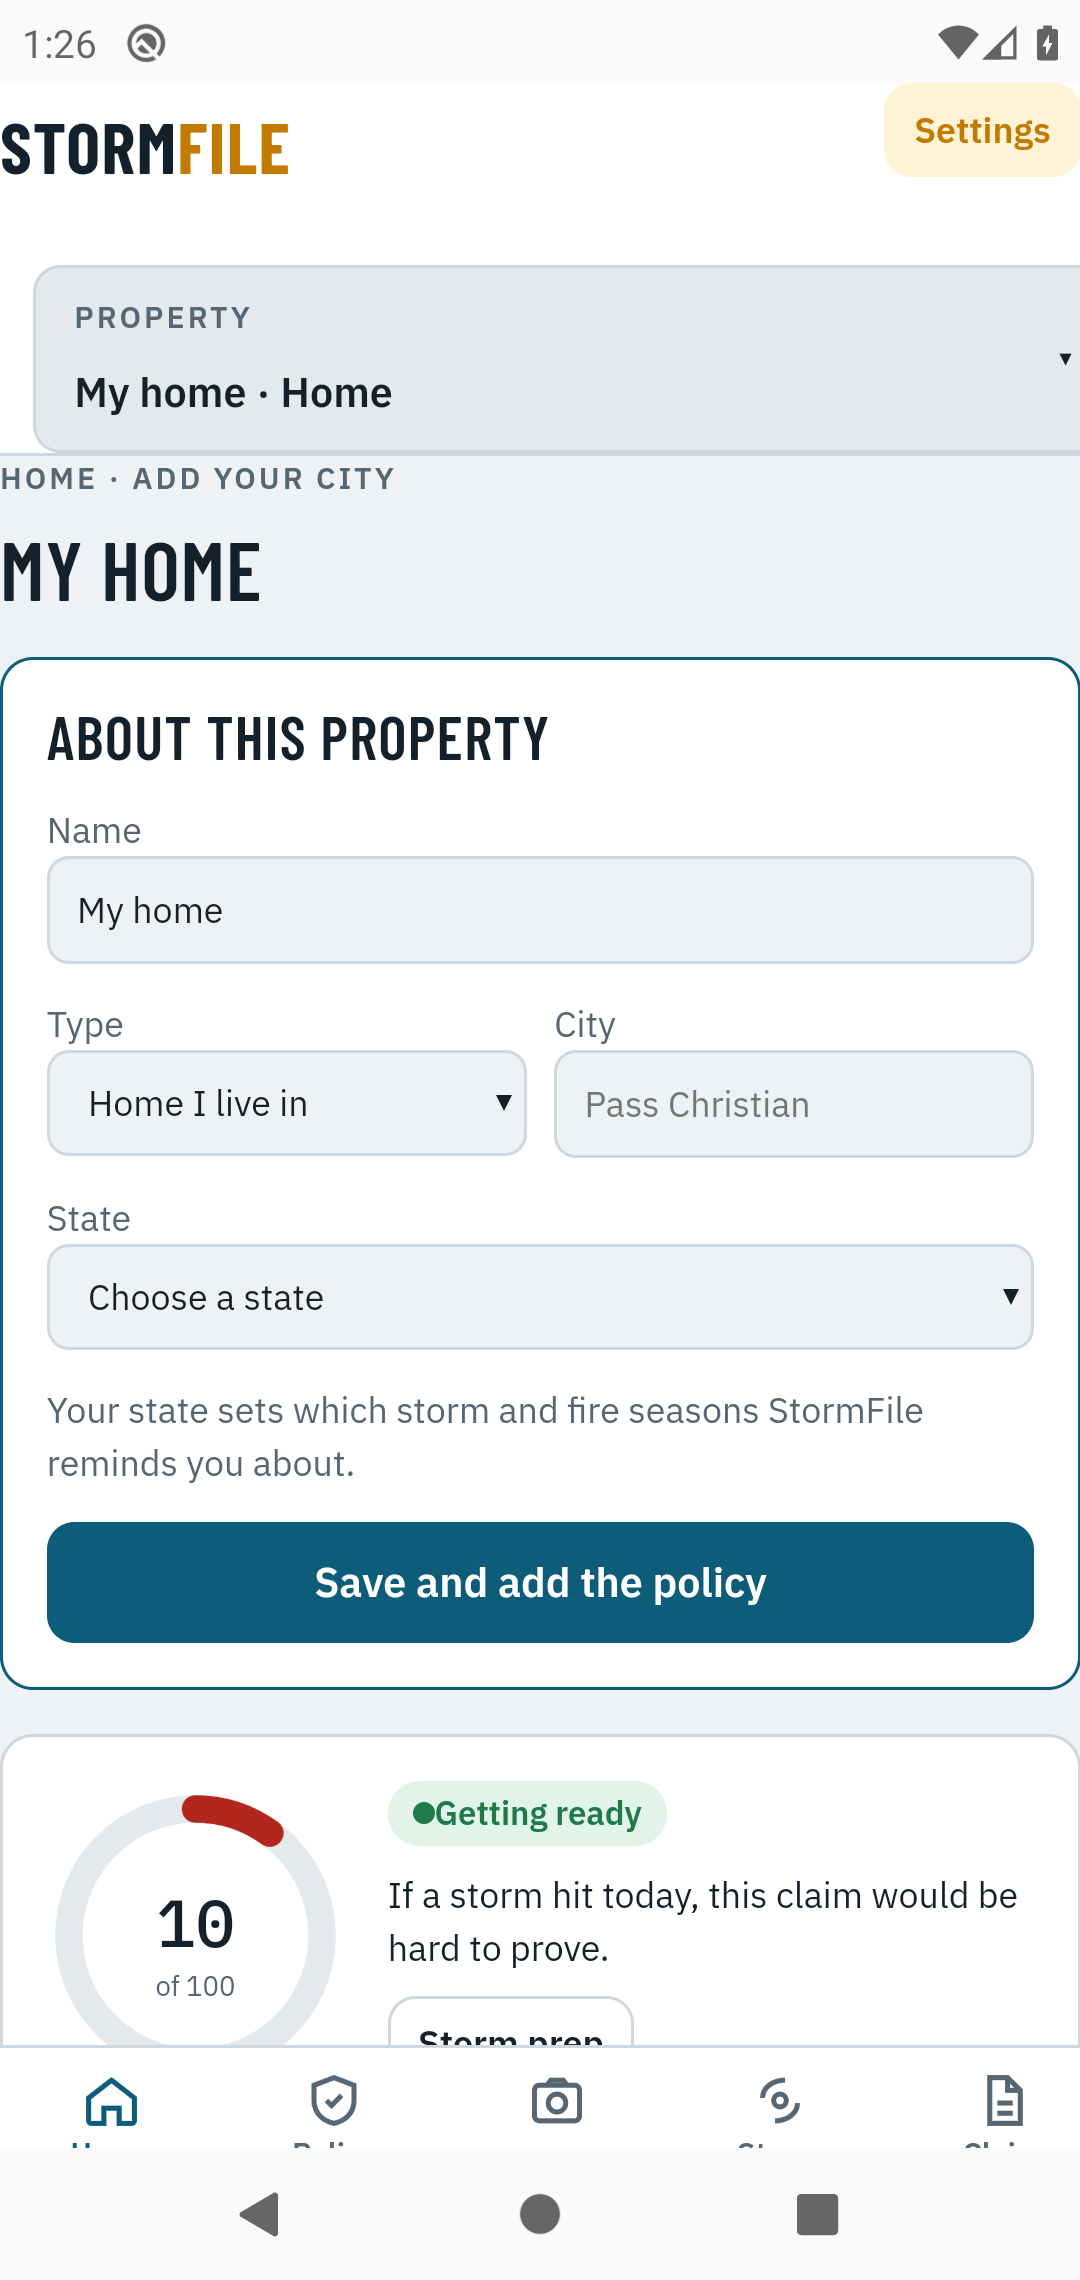 1:26
STORMFILE
Settings
PROPERTY
My home · Home
HOME · ADD YOUR CITY
MY HOME
ABOUT THIS PROPERTY
Name
My home
Type
City
Home I live in
Pass Christian
State
Choose a state
Your state sets which storm and fire seasons StormFile
reminds you about.
Save and add the policy
Getting ready
If a storm hit today, this claim would be
hard to prove.
10
of 100
Storm prep